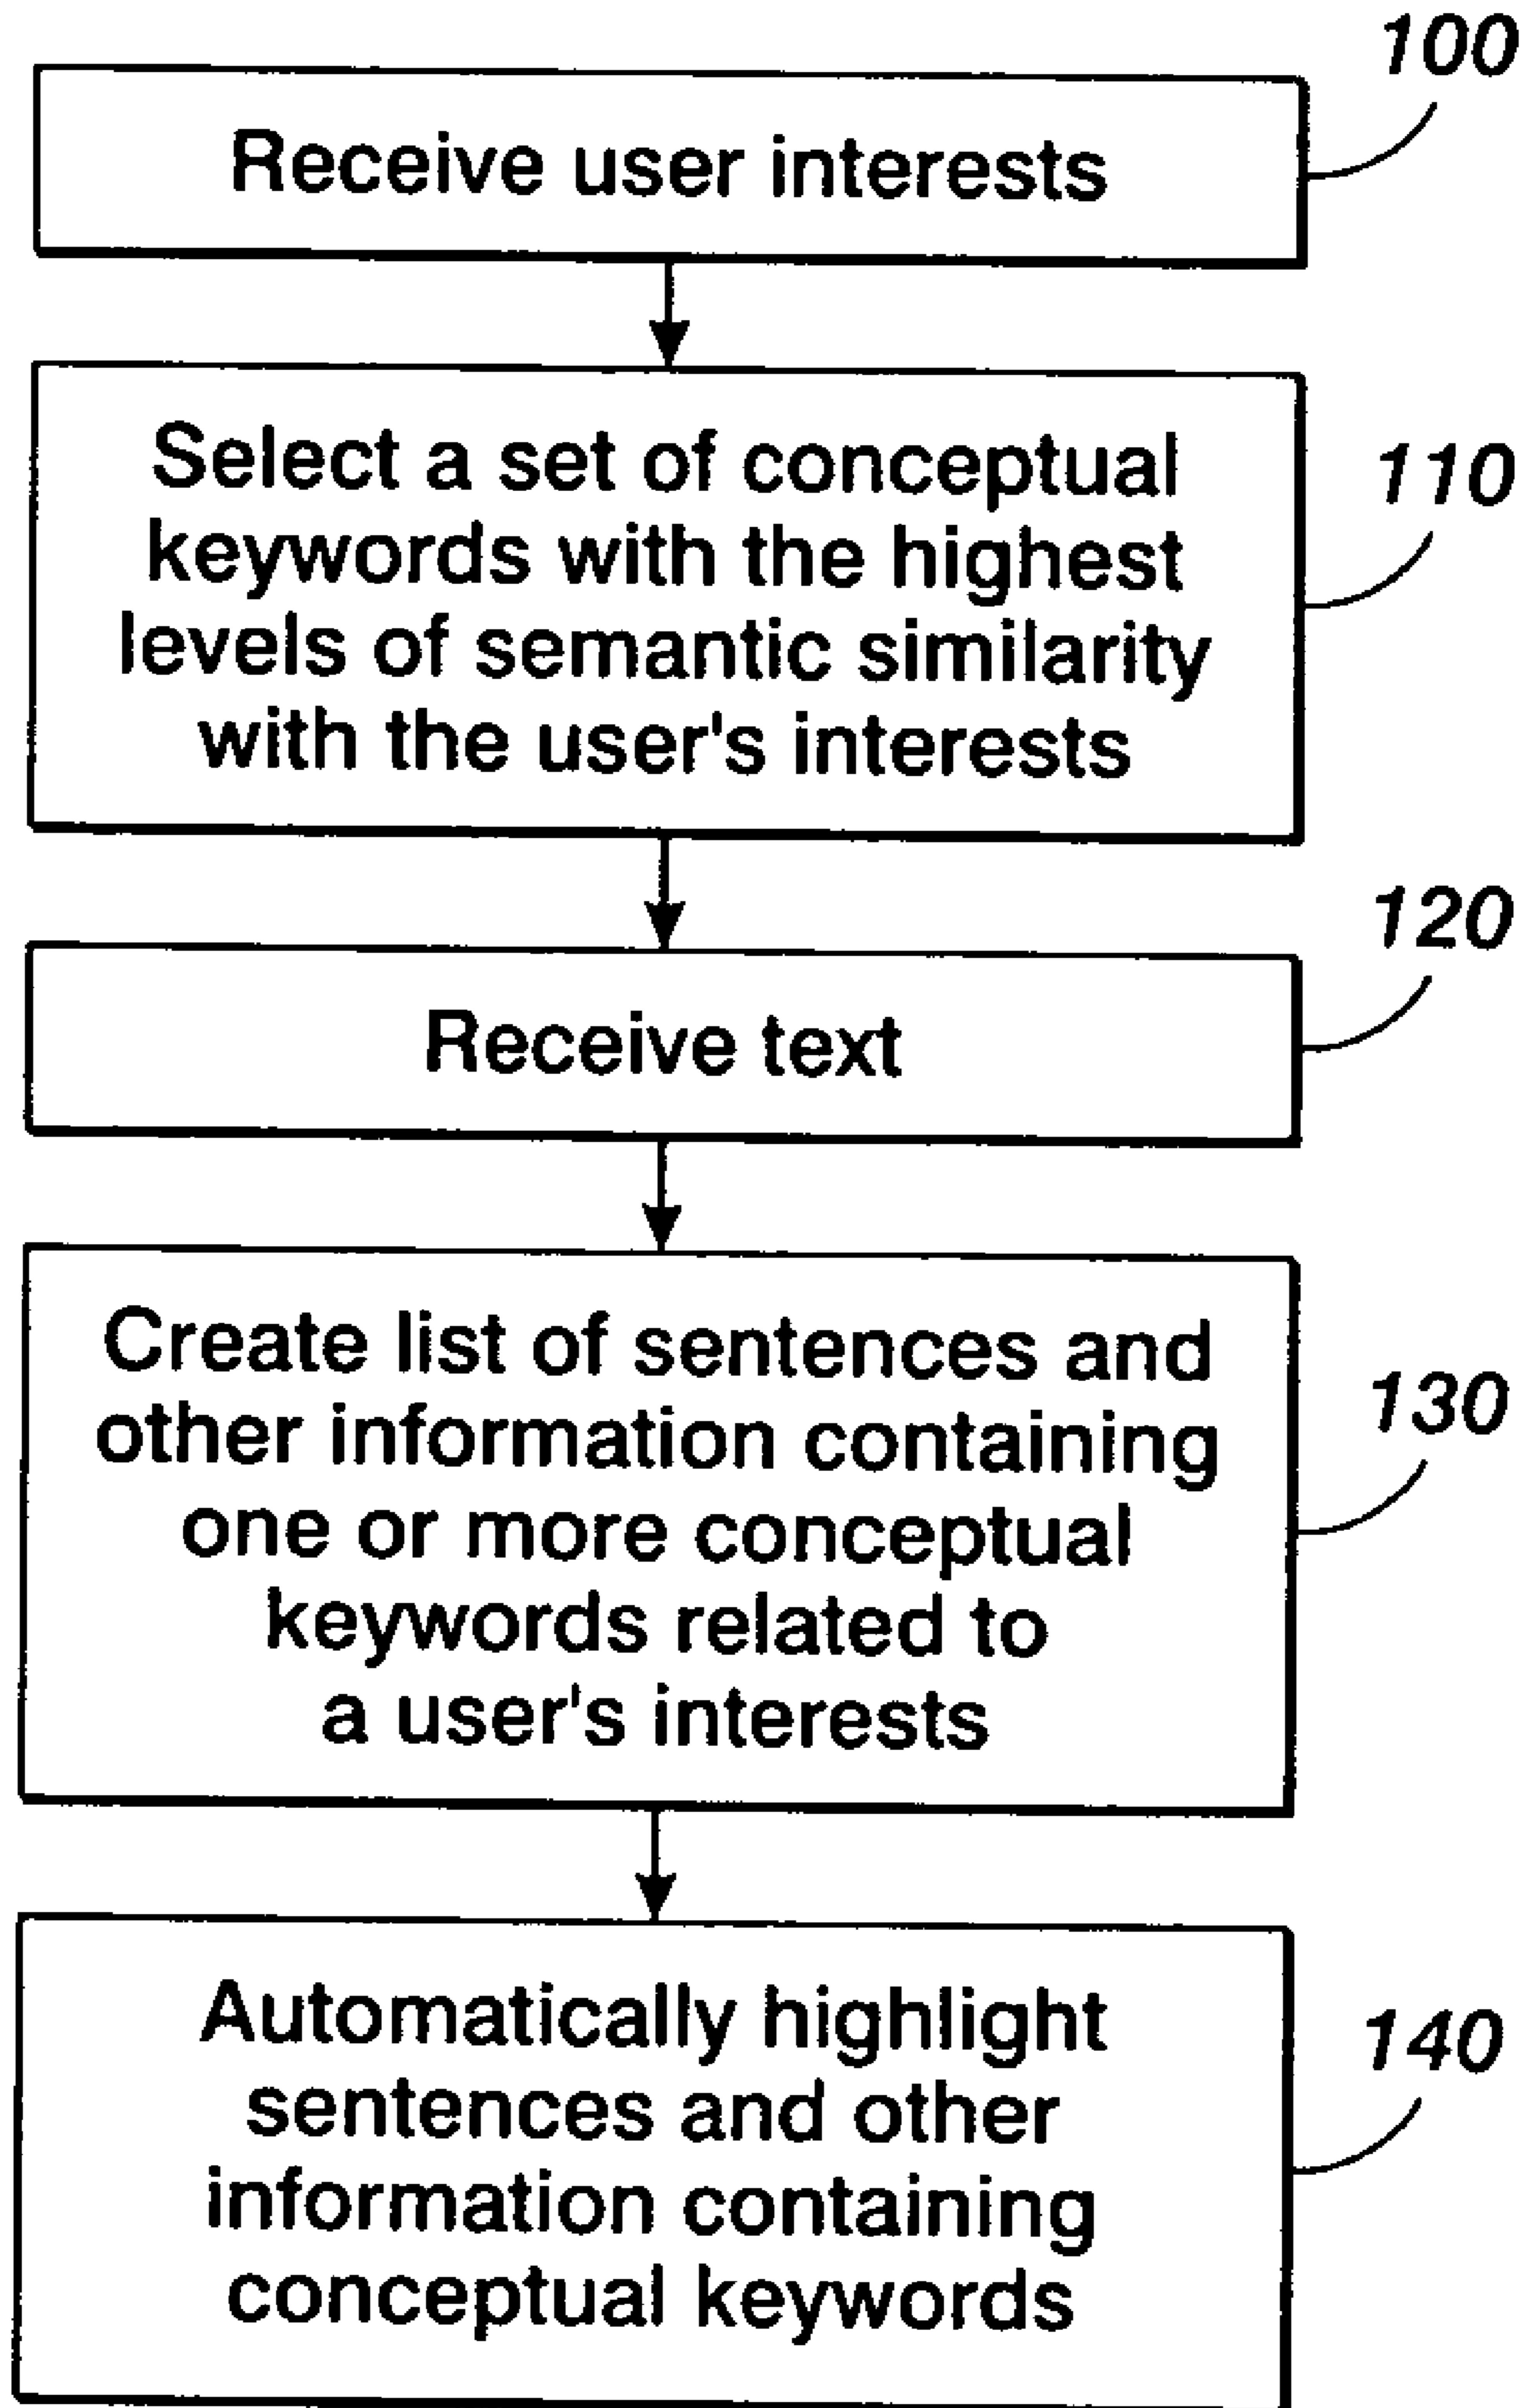 100
Receive user interests
Select a set of conceptual
keywords with the highest
levels of semantic similarity
with the user's interests
110
120
Receive text
Create list of sentences and
other information containing
one or more conceptual
keywords related to
a user's interests
130
Automatically highlight
sentences and other
information containing
conceptual keywords
140